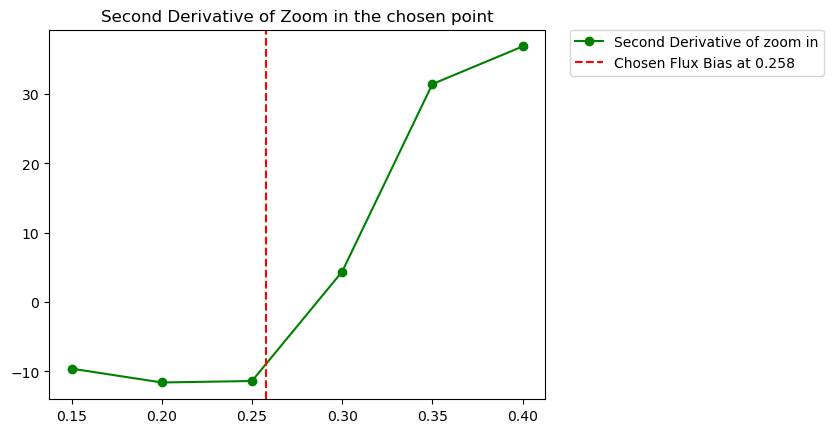 Second Derivative of Zoom in the chosen point
Second Derivative of zoom in
Chosen Flux Bias at 0.258
30
20
10
0
−10
0.15 0.20 0.25 0.30 0.35 0.40